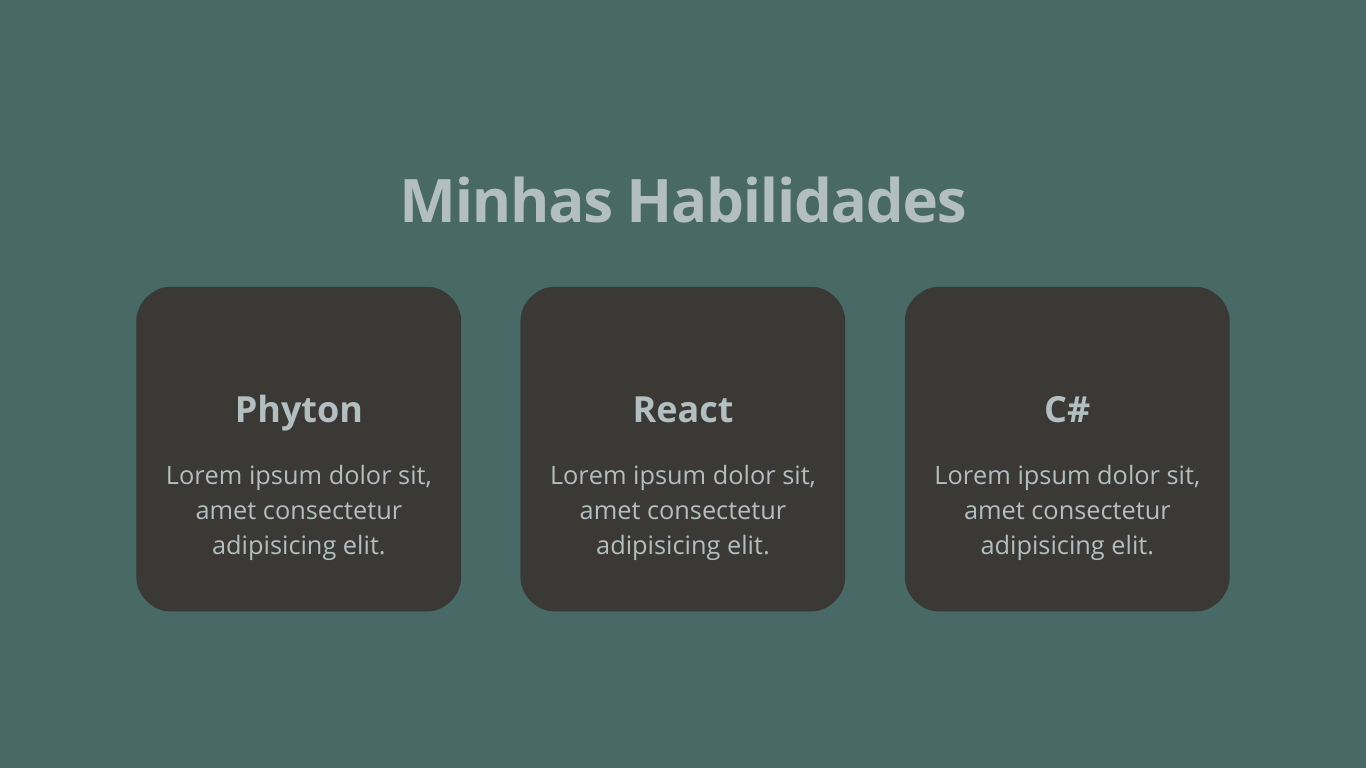 Minhas Habilidades
Phyton
Lorem ipsum dolor sit,
amet consectetur
adipisicing elit.
React
Lorem ipsum dolor sit,
amet consectetur
adipisicing elit.
C#
Lorem ipsum dolor sit,
amet consectetur
adipisicing elit.